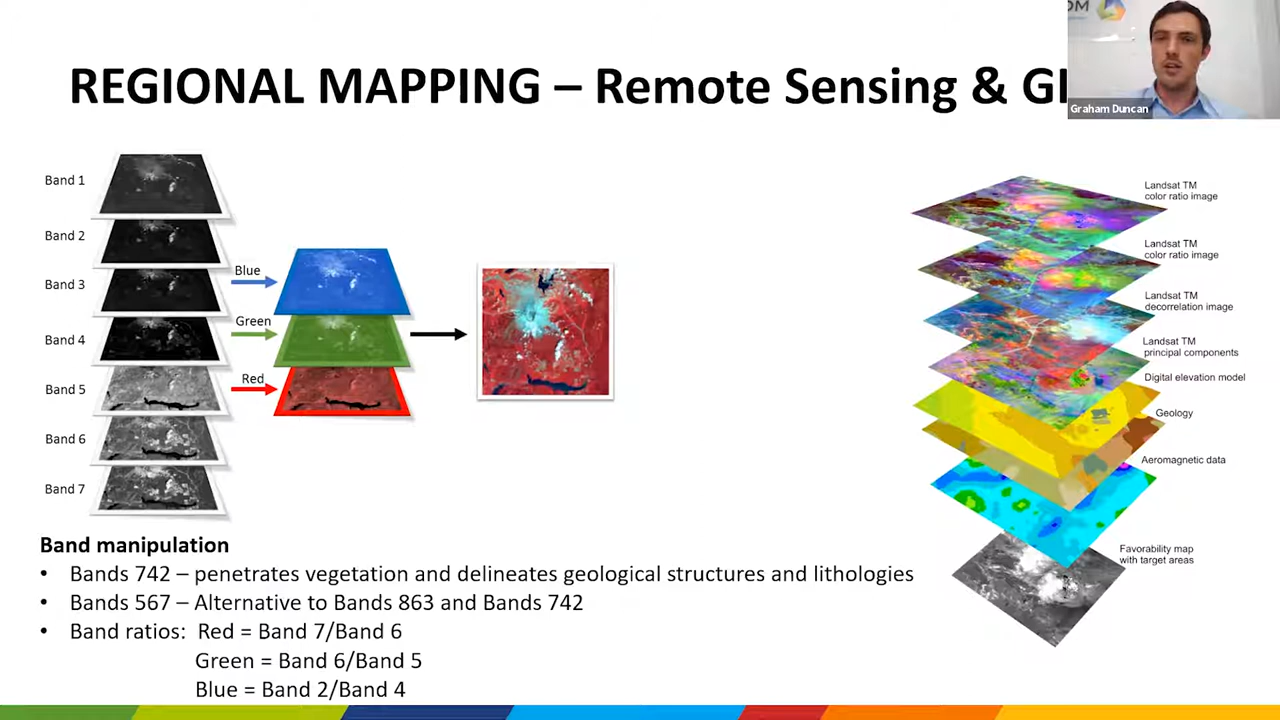 DM
Graham Duncan
REGIONAL MAPPING – Remote Sensing &
Band 1
Band 2
Band 3
Band 4
Band 5
Band 6
Band 7
Blue
Green
Red
Landsat TM
color ratio image
Landsat TM
color ratio image
Landsat TM
decorrelation image
Landsat TM
principal components
Digital elevation model
Geology
Aeromagnetic data
Favorability map
with target areas
Band manipulation
• Bands 742 – penetrates vegetation and delineates geological structures and lithologies
• Bands 567 – Alternative to Bands 863 and Bands 742
• Band ratios: Red = Band 7/Band 6
Green = Band 6/Band 5
Blue = Band 2/Band 4